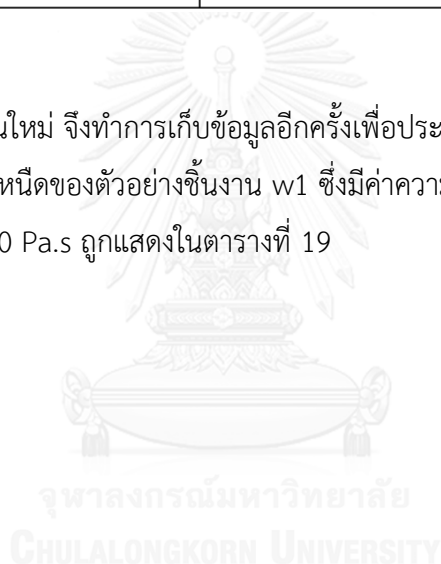 นใหม่ จึงทำการเก็บข้อมูลอีกครั้งเพื่อประ
หนืดของตัวอย่างชิ้นงาน w1 ซึ่งมีค่าควา
0 Pa.s ถูกแสดงในตารางที่ 19
จุฬาลงกรณ์มหาวิทยาลัย
CHULALONGKORN UNIVERSITY